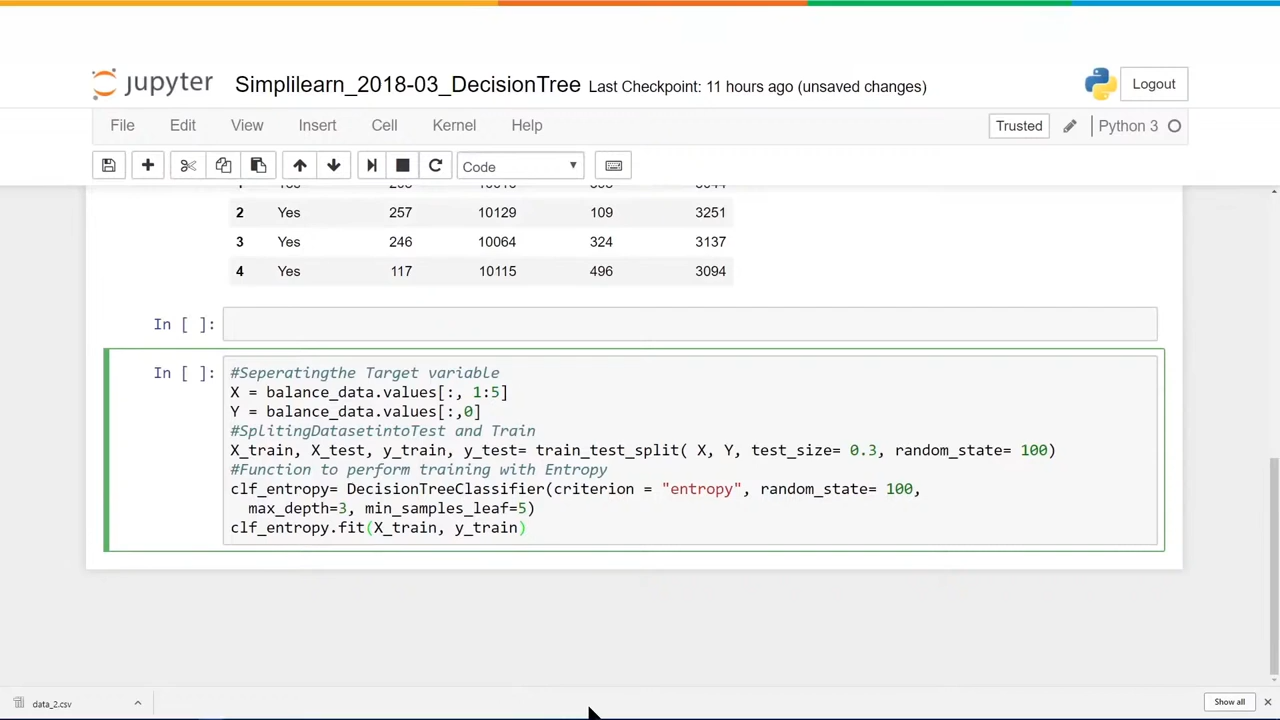 jupyter Simplilearn_2018-03_DecisionTree Last Checkpoint: 11 hours ago (unsaved changes) Logout
File Edit View Insert Cell Kernel Help Trusted Python 3
Code
2 Yes 257 10129 109 3251
3 Yes 246 10064 324 3137
4 Yes 117 10115 496 3094
In [ ]:
In [ ]: #Seperatingthe Target variable
X = balance_data.values[:, 1:5]
Y = balance_data.values[:,0]
#SplitingDatasetintoTest and Train
X_train, X_test, y_train, y_test= train_test_split( X, Y, test_size= 0.3, random_state= 100)
#Function to perform training with Entropy
clf_entropy= DecisionTreeClassifier(criterion = "entropy", random_state= 100,
max_depth=3, min_samples_leaf=5)
clf_entropy.fit(X_train, y_train)
data_2.csv Show all